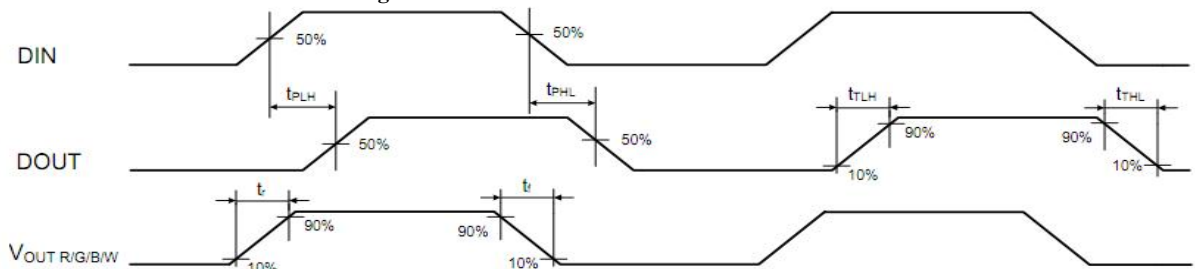 DIN
50%
50%
tPLH
tPHL
tTLH
tTHL
DOUT
50%
50%
90%
10%
90%
10%
tr
tf
VOUT R/G/B/W
10%
90%
90%
10%